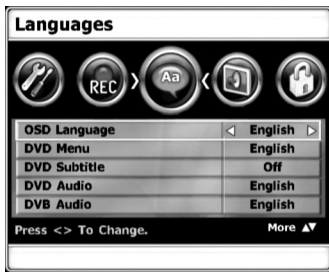 Languages
REC
Aa
OSD Language English
DVD Menu English
DVD Subtitle Off
DVD Audio English
DVB Audio English
Press <> To Change. More ▲▼